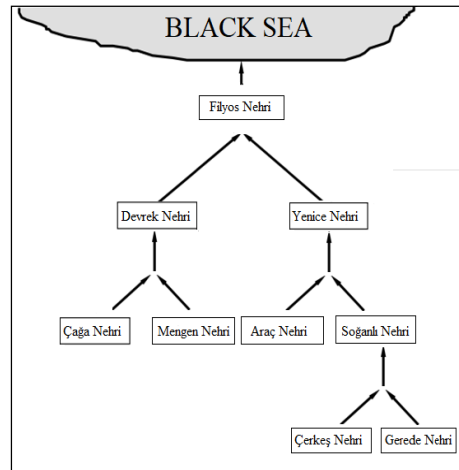 BLACK SEA
Filyos Nehri
Devrek Nehri
Yenice Nehri
Çağa Nehri
Mengen Nehri
Araç Nehri
Soğanlı Nehri
Çerkeş Nehri
Gerede Nehri